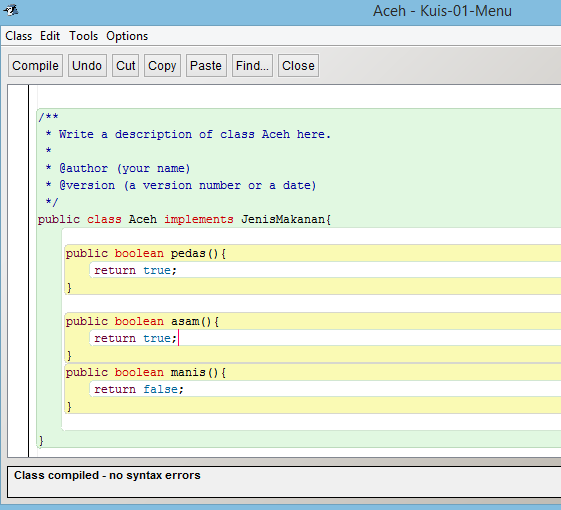 Aceh - Kuis-01-Menu
Class Edit Tools Options
Compile Undo Cut Copy Paste Find... Close
/**
 * Write a description of class Aceh here.
 *
 * @author (your name)
 * @version (a version number or a date)
 */
public class Aceh implements JenisMakanan{
    public boolean pedas(){
        return true;
    }
    public boolean asam(){
        return true;
    }
    public boolean manis(){
        return false;
    }
}
Class compiled - no syntax errors